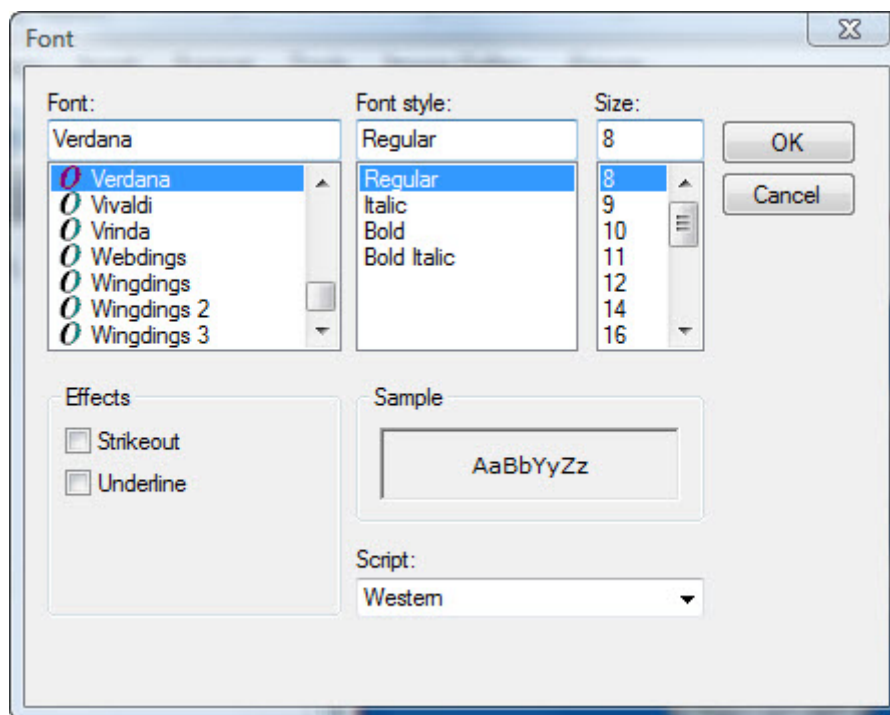 Font
Font:
Verdana
Verdana
Vivaldi
Vrinda
Webdings
Wingdings
Wingdings 2
Wingdings 3
Font style:
Regular
Regular
Italic
Bold
Bold Italic
Size:
8
8
9
10
11
12
14
16
OK
Cancel
Effects
Strikeout
Underline
Sample
AaBbYyZz
Script:
Western